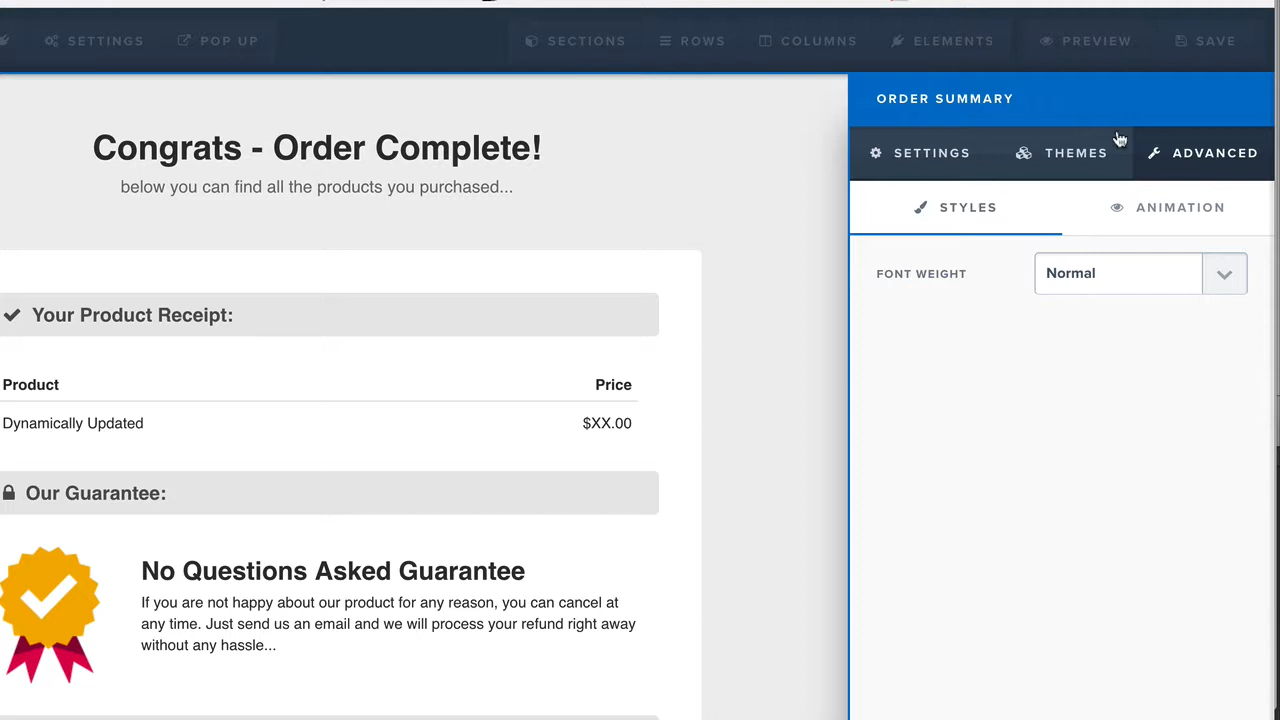 SETTINGS
POP UP
SECTIONS
ROWS
COLUMNS
ELEMENTS
PREVIEW
SAVE
ORDER SUMMARY
SETTINGS
THEMES
ADVANCED
STYLES
ANIMATION
FONT WEIGHT
Normal
Congrats - Order Complete!
below you can find all the products you purchased...
Your Product Receipt:
Product Price
Dynamically Updated $XX.00
Our Guarantee:
No Questions Asked Guarantee
If you are not happy about our product for any reason, you can cancel at
any time. Just send us an email and we will process your refund right away
without any hassle...